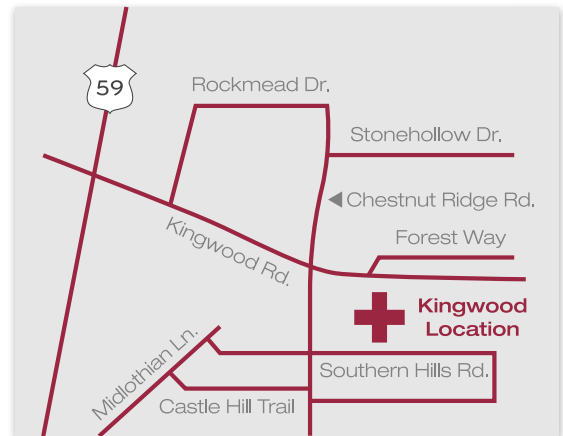 Rockmead Dr.
59
Stonehollow Dr.
Chestnut Ridge Rd.
Forest Way
Kingwood Rd.
Kingwood
Location
Midlothian Ln.
Southern Hills Rd.
Castle Hill Trail